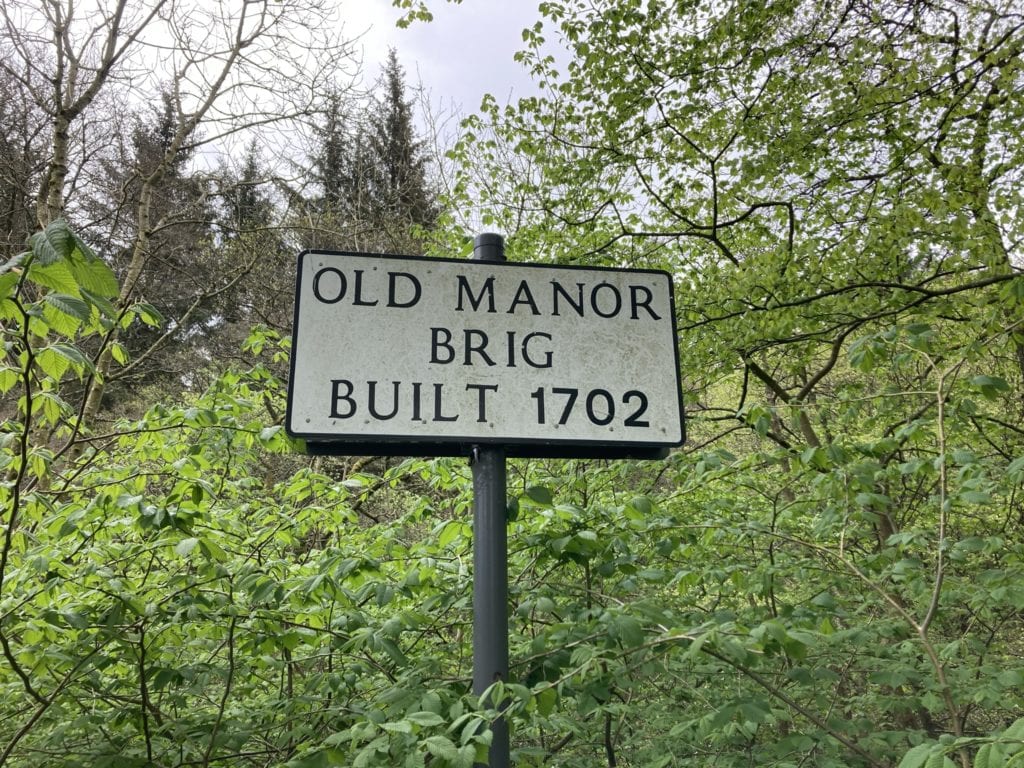 OLD MANOR
BRIG
BUILT 1702